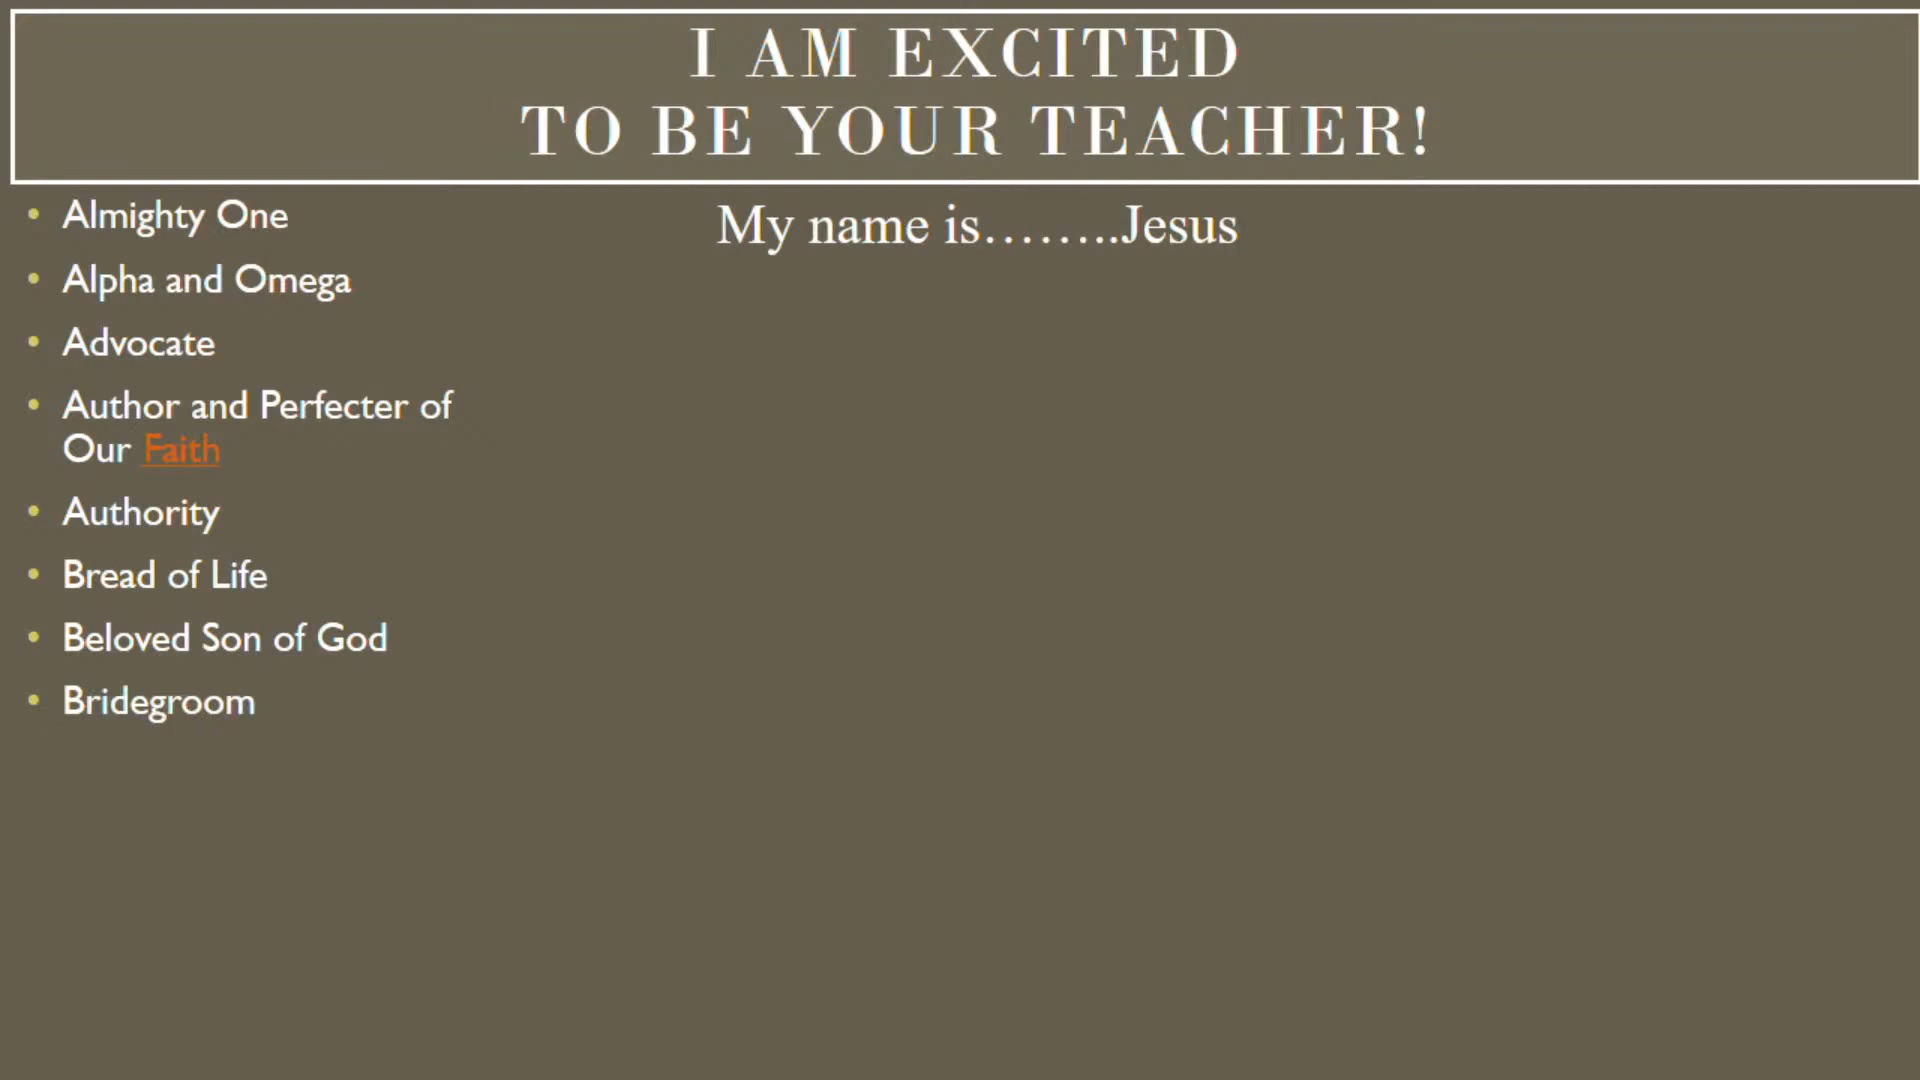 I AM EXCITED
TO BE YOUR TEACHER!
My name is……..Jesus
• Almighty One
• Alpha and Omega
• Advocate
• Author and Perfecter of
Our Faith
• Authority
• Bread of Life
• Beloved Son of God
• Bridegroom